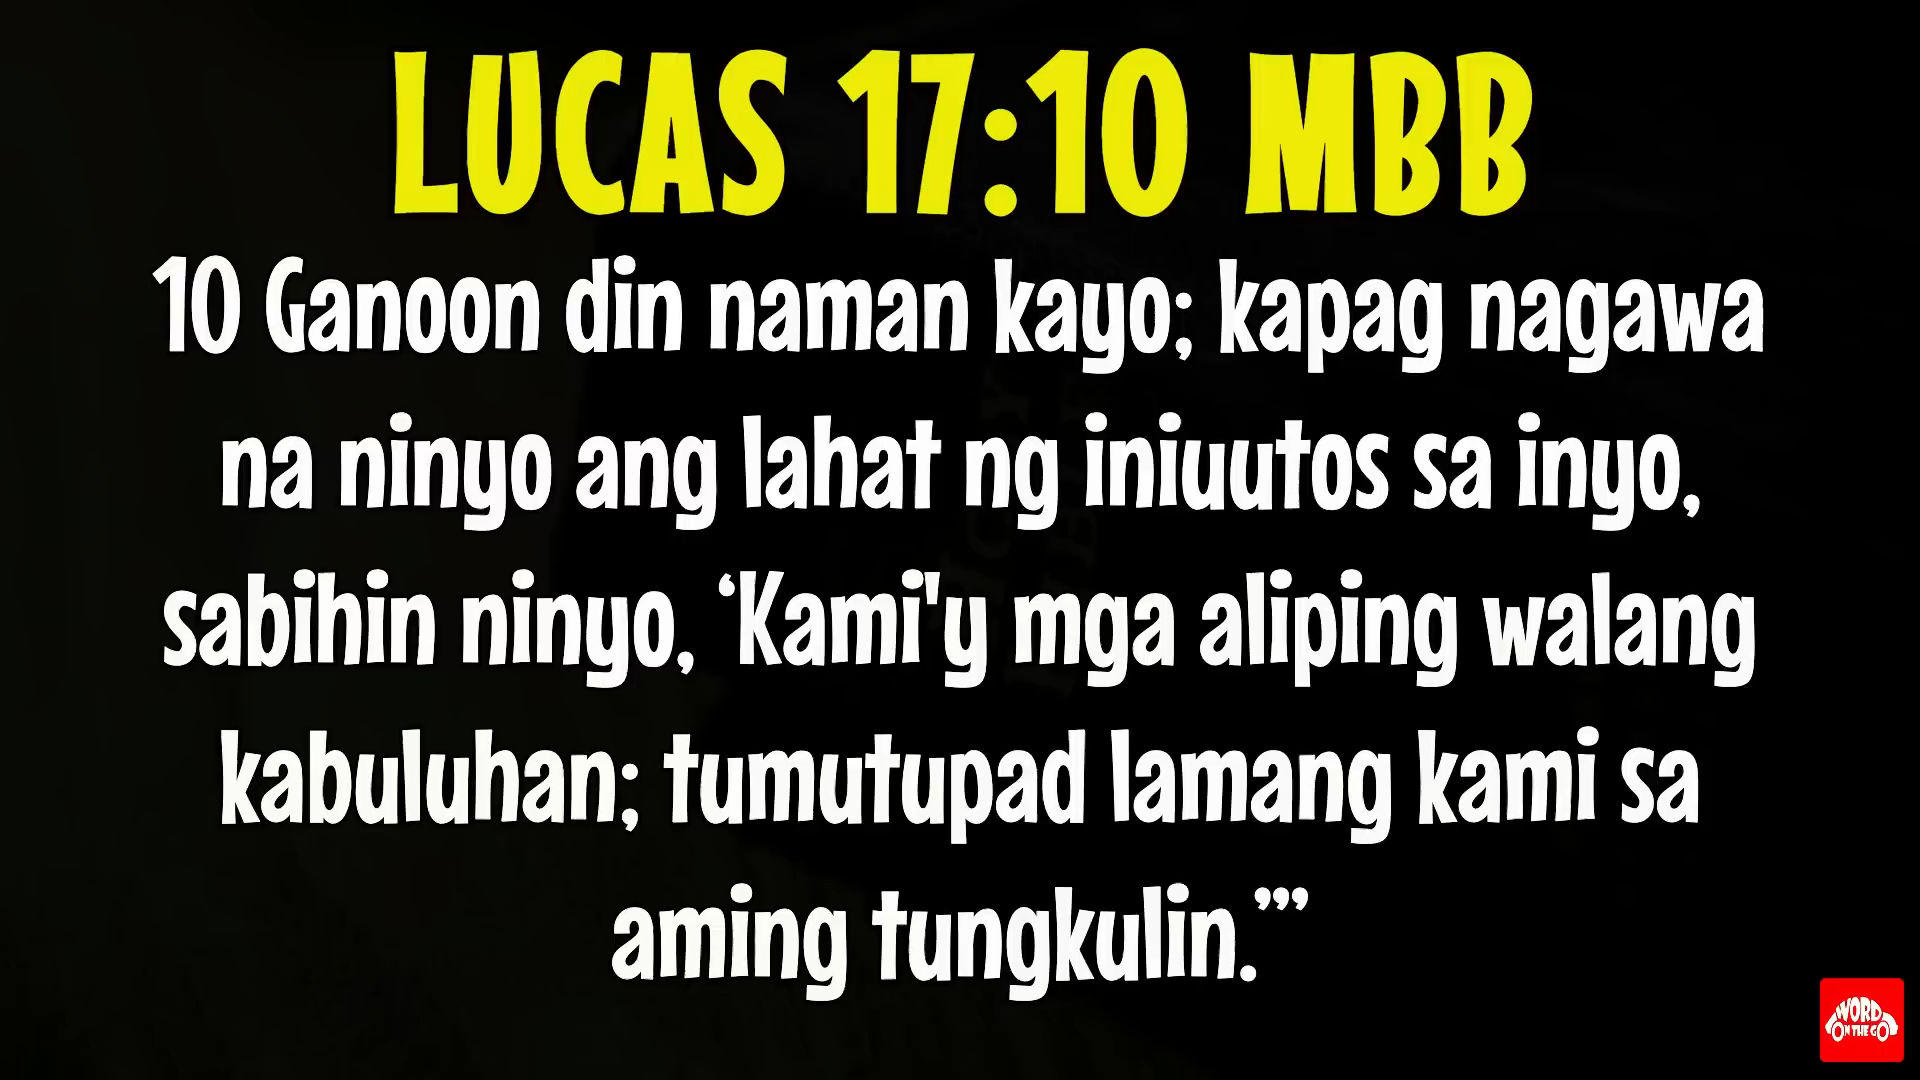 LUCAS 17:10 MBB
10 Ganoon din naman kayo; kapag nagawa
na ninyo ang lahat ng iniuutos sa inyo,
sabihin ninyo, ‘Kami'y mga aliping walang
kabuluhan; tumutupad lamang kami sa
aming tungkulin.’”
WORD
ON THE GO